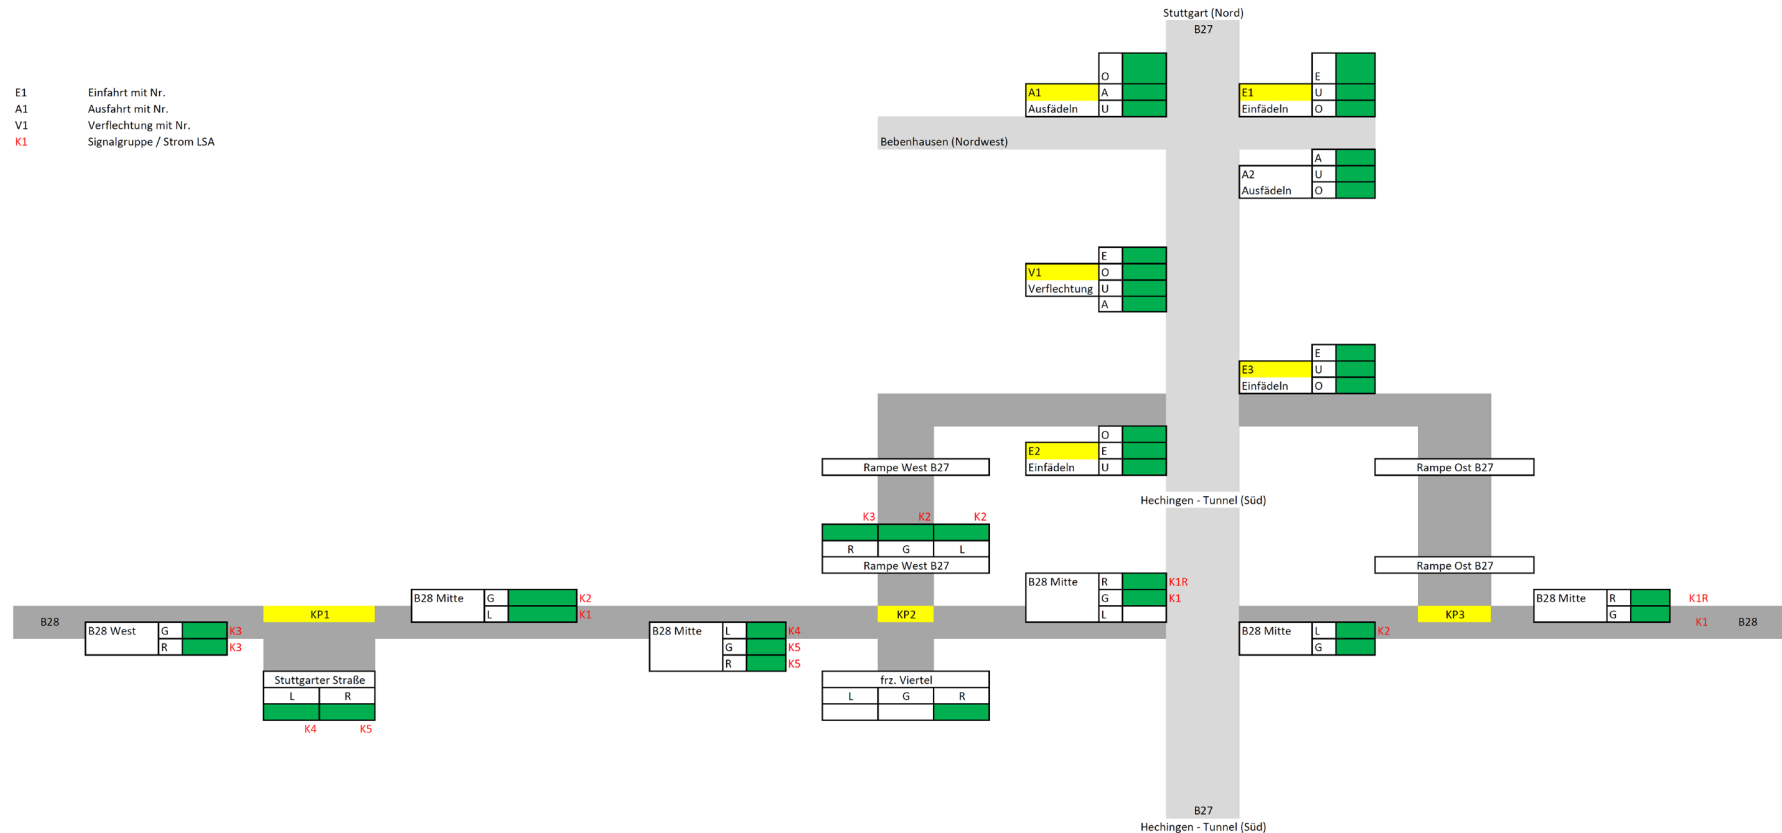 Stuttgart (Nord)
B27
E1 Einfahrt mit Nr.
A1 Ausfahrt mit Nr.
V1 Verflechtung mit Nr.
K1 Signalgruppe / Strom LSA
O
A1 A
Ausfädeln U
E
E1 U
Einfädeln O
Bebenhausen (Nordwest)
A
A2 U
Ausfädeln O
E
V1 O
Verflechtung U
A
E
E3 U
Einfädeln O
O
E2 E
Einfädeln U
Rampe West B27
Rampe Ost B27
Hechingen - Tunnel (Süd)
K3 K2 K2
R G L
Rampe West B27
Rampe Ost B27
B28 Mitte R K1R
G K1
L
B28 Mitte G K2
L K1
B28 Mitte R K1R
G K1
B28
B28
KP1
KP2
KP3
B28 West G K3
R K3
B28 Mitte L K4
G K5
R K5
B28 Mitte L K2
G
Stuttgarter Straße
L R
K4 K5
frz. Viertel
L G R
B27
Hechingen - Tunnel (Süd)